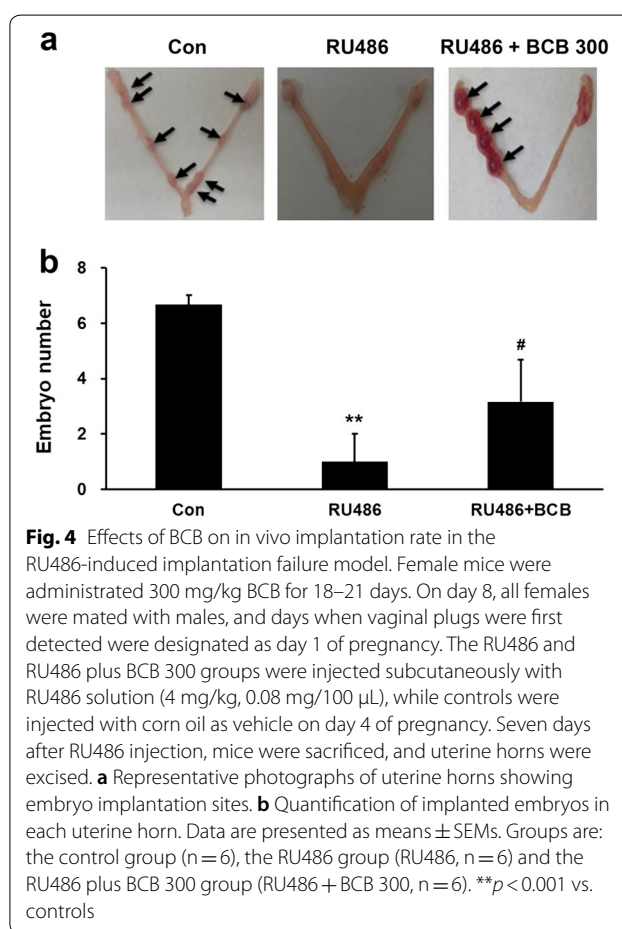 a
Con RU486 RU486 + BCB 300
b
8
6
4
2
0
Embryo number
**
#
Con RU486 RU486+BCB
Fig. 4 Effects of BCB on in vivo implantation rate in the
RU486-induced implantation failure model. Female mice were
administrated 300 mg/kg BCB for 18–21 days. On day 8, all females
were mated with males, and days when vaginal plugs were first
detected were designated as day 1 of pregnancy. The RU486 and
RU486 plus BCB 300 groups were injected subcutaneously with
RU486 solution (4 mg/kg, 0.08 mg/100 µL), while controls were
injected with corn oil as vehicle on day 4 of pregnancy. Seven days
after RU486 injection, mice were sacrificed, and uterine horns were
excised. a Representative photographs of uterine horns showing
embryo implantation sites. b Quantification of implanted embryos in
each uterine horn. Data are presented as means ± SEMs. Groups are:
the control group (n = 6), the RU486 group (RU486, n = 6) and the
RU486 plus BCB 300 group (RU486 + BCB 300, n = 6). **p < 0.001 vs.
controls